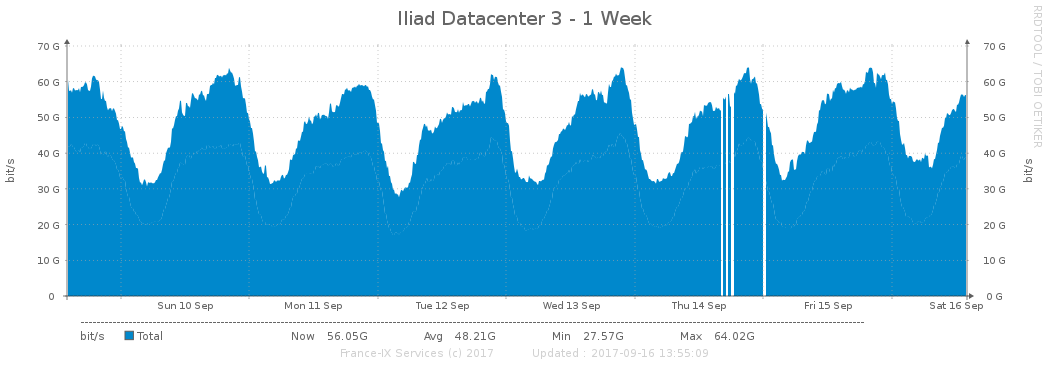 Iliad Datacenter 3 - 1 Week
RRDTOOL / TOBI OETIKER
70 G 70 G
60 G 60 G
50 G 50 G
40 G 40 G
30 G 30 G
20 G 20 G
10 G 10 G
0 0 G
bit/s bit/s
Sun 10 Sep Mon 11 Sep Tue 12 Sep Wed 13 Sep Thu 14 Sep Fri 15 Sep Sat 16 Sep
bit/s Total Now 56.05G Avg 48.21G Min 27.57G Max 64.02G
France-IX Services (c) 2017 Updated : 2017-09-16 13:55:09